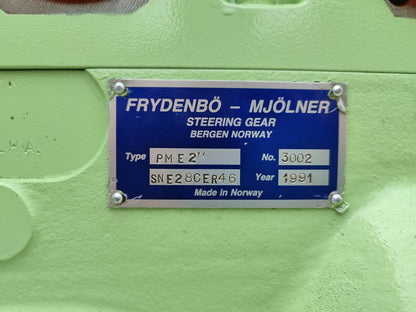 FRYDENBÖ – MJÖLNER
STEERING GEAR
BERGEN NORWAY
Type PME2" No. 3002
SNE28CER46 Year 1991
Made in Norway